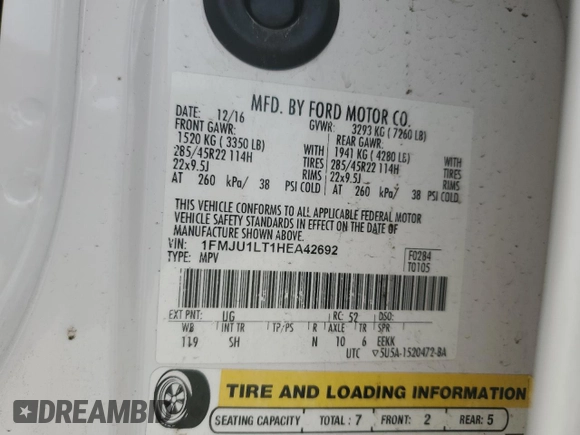 MFD. BY FORD MOTOR CO.
DATE: 12/16 GVWR: 3293 KG ( 7260 LB)
FRONT GAWR: REAR GAWR:
1520 KG ( 3350 LB) 1941 KG ( 4280 LB)
285/45R22 114H TIRES 285/45R22 114H TIRES
22x9.5J RIMS 22x9.5J RIMS
AT 260 kPa/ 38 PSI COLD AT 260 kPa/ 38 PSI COLD
THIS VEHICLE CONFORMS TO ALL APPLICABLE FEDERAL MOTOR
VEHICLE SAFETY STANDARDS IN EFFECT ON THE DATE OF
MANUFACTURE SHOWN ABOVE.
VIN: 1FMJU1LT1HEA42692 F0284
TYPE: MPV T0105
EXT PNT: UG RC: 52 DSO:
WB INT TR TP/PS R AXLE TR SPR
119 SH N 10 6 EEKK
UTC ▽5U5A-1520472-BA
TIRE AND LOADING INFORMATION
SEATING CAPACITY TOTAL: 7 FRONT: 2 REAR: 5
DREAMBID